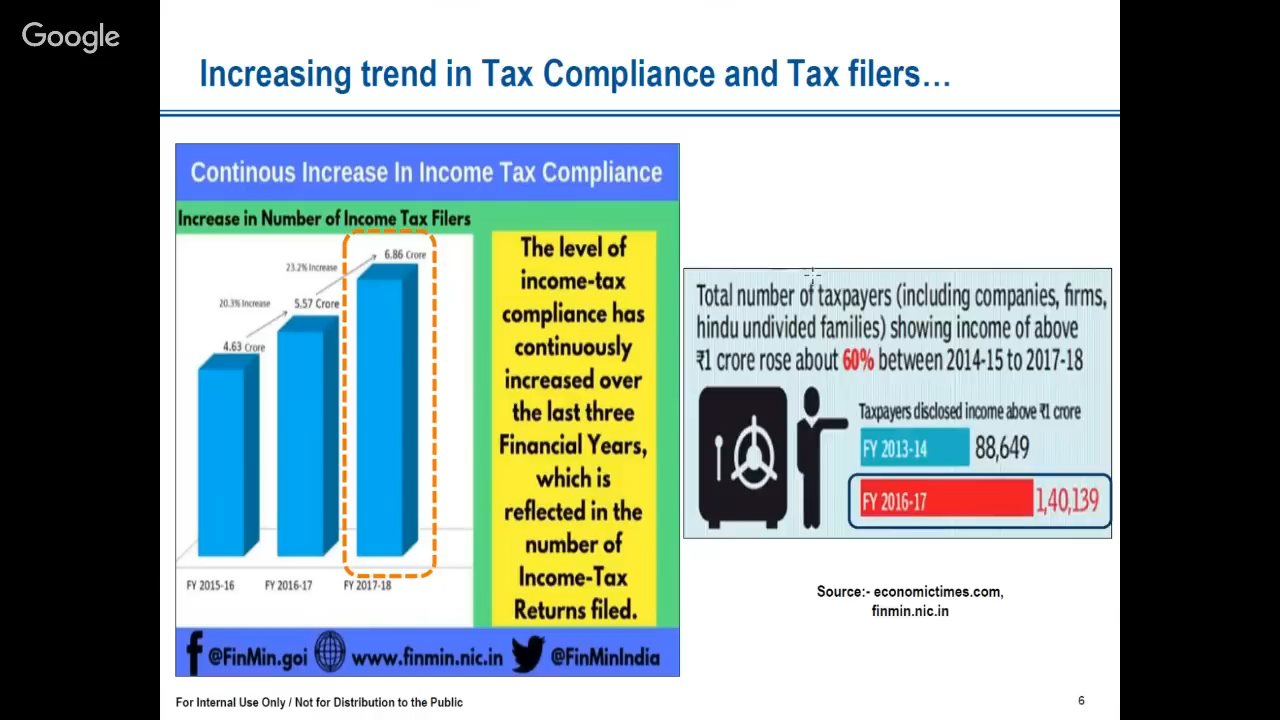 Google
Increasing trend in Tax Compliance and Tax filers…
Continous Increase In Income Tax Compliance
Increase in Number of Income Tax Filers
6.86 Crore
23.2% Increase
5.57 Crore
20.3% Increase
4.63 Crore
FY 2015-16
FY 2016-17
FY 2017-18
The level of
income-tax
compliance has
continuously
increased over
the last three
Financial Years,
which is
reflected in the
number of
Income-Tax
Returns filed.
@FinMin.goi
www.finmin.nic.in
@FinMinIndia
Total number of taxpayers (including companies, firms,
hindu undivided families) showing income of above
₹1 crore rose about 60% between 2014-15 to 2017-18
Taxpayers disclosed income above ₹1 crore
FY 2013-14 88,649
FY 2016-17 1,40,139
Source:- economictimes.com,
finmin.nic.in
For Internal Use Only / Not for Distribution to the Public
6